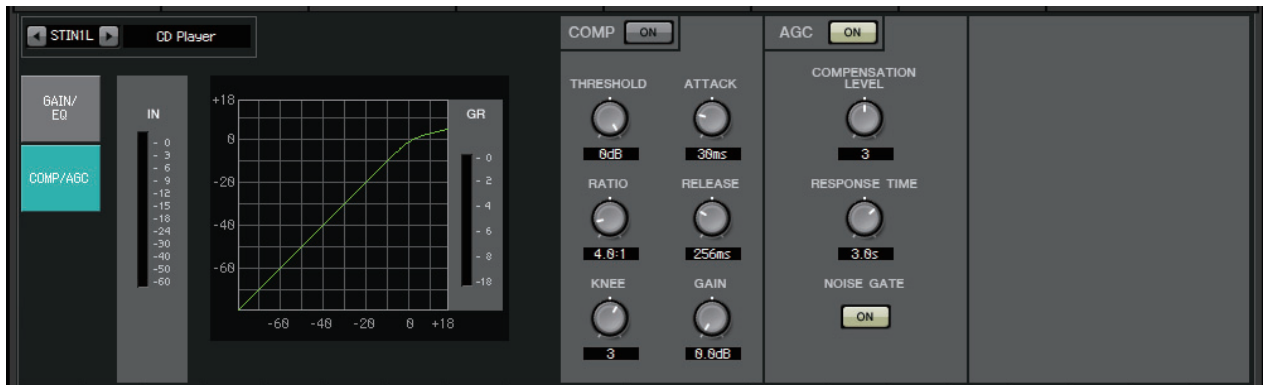 STIN1L
CD Player
GAIN/
EQ
COMP/AGC
IN
- 0
- 3
- 6
- 9
-12
-15
-18
-24
-30
-40
-50
-60
+18
0
-20
-40
-60
-60 -40 -20 0 +18
GR
- 0
- 2
- 4
- 6
- 8
-18
COMP ON
THRESHOLD ATTACK
0dB 30ms
RATIO RELEASE
4.0:1 256ms
KNEE GAIN
3 0.0dB
AGC ON
COMPENSATION
LEVEL
3
RESPONSE TIME
3.0s
NOISE GATE
ON